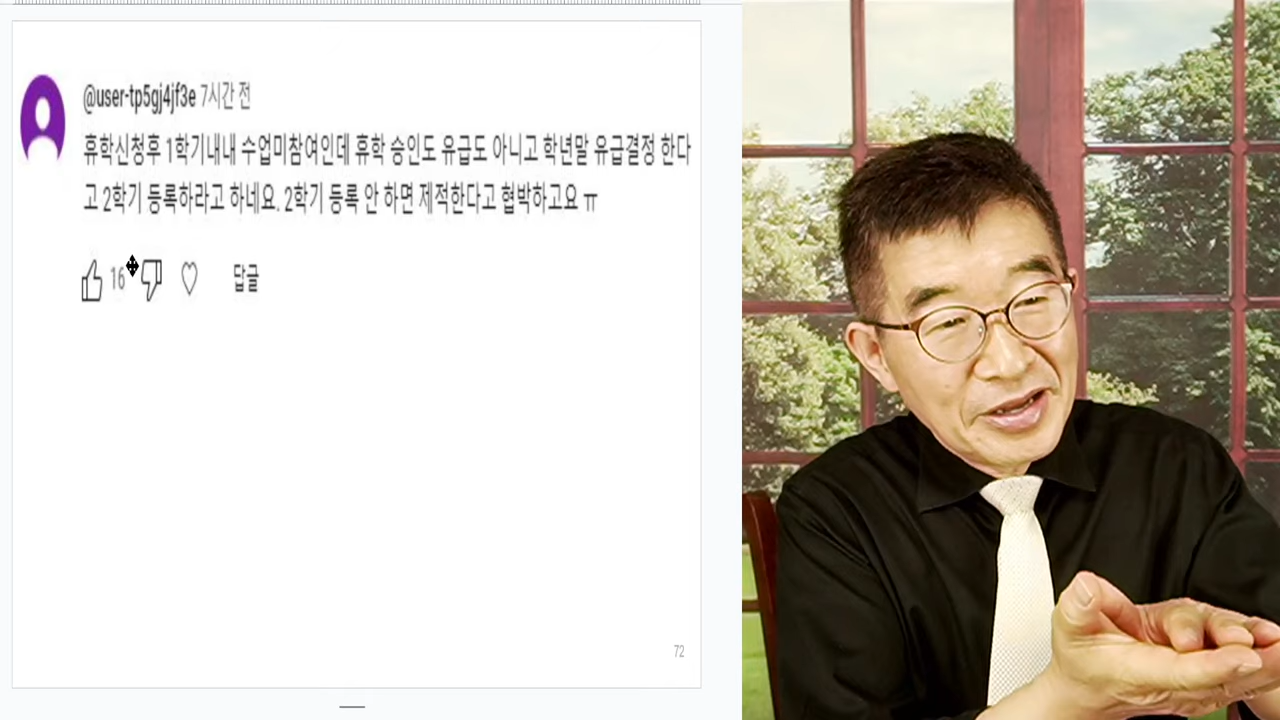 @user-tp5gj4jf3e 7시간 전
휴학신청후 1학기내내 수업미참여인데 휴학 승인도 유급도 아니고 학년말 유급결정 한다
고 2학기 등록하라고 하네요. 2학기 등록 안 하면 제적한다고 협박하고요 ㅠ
16 답글
72